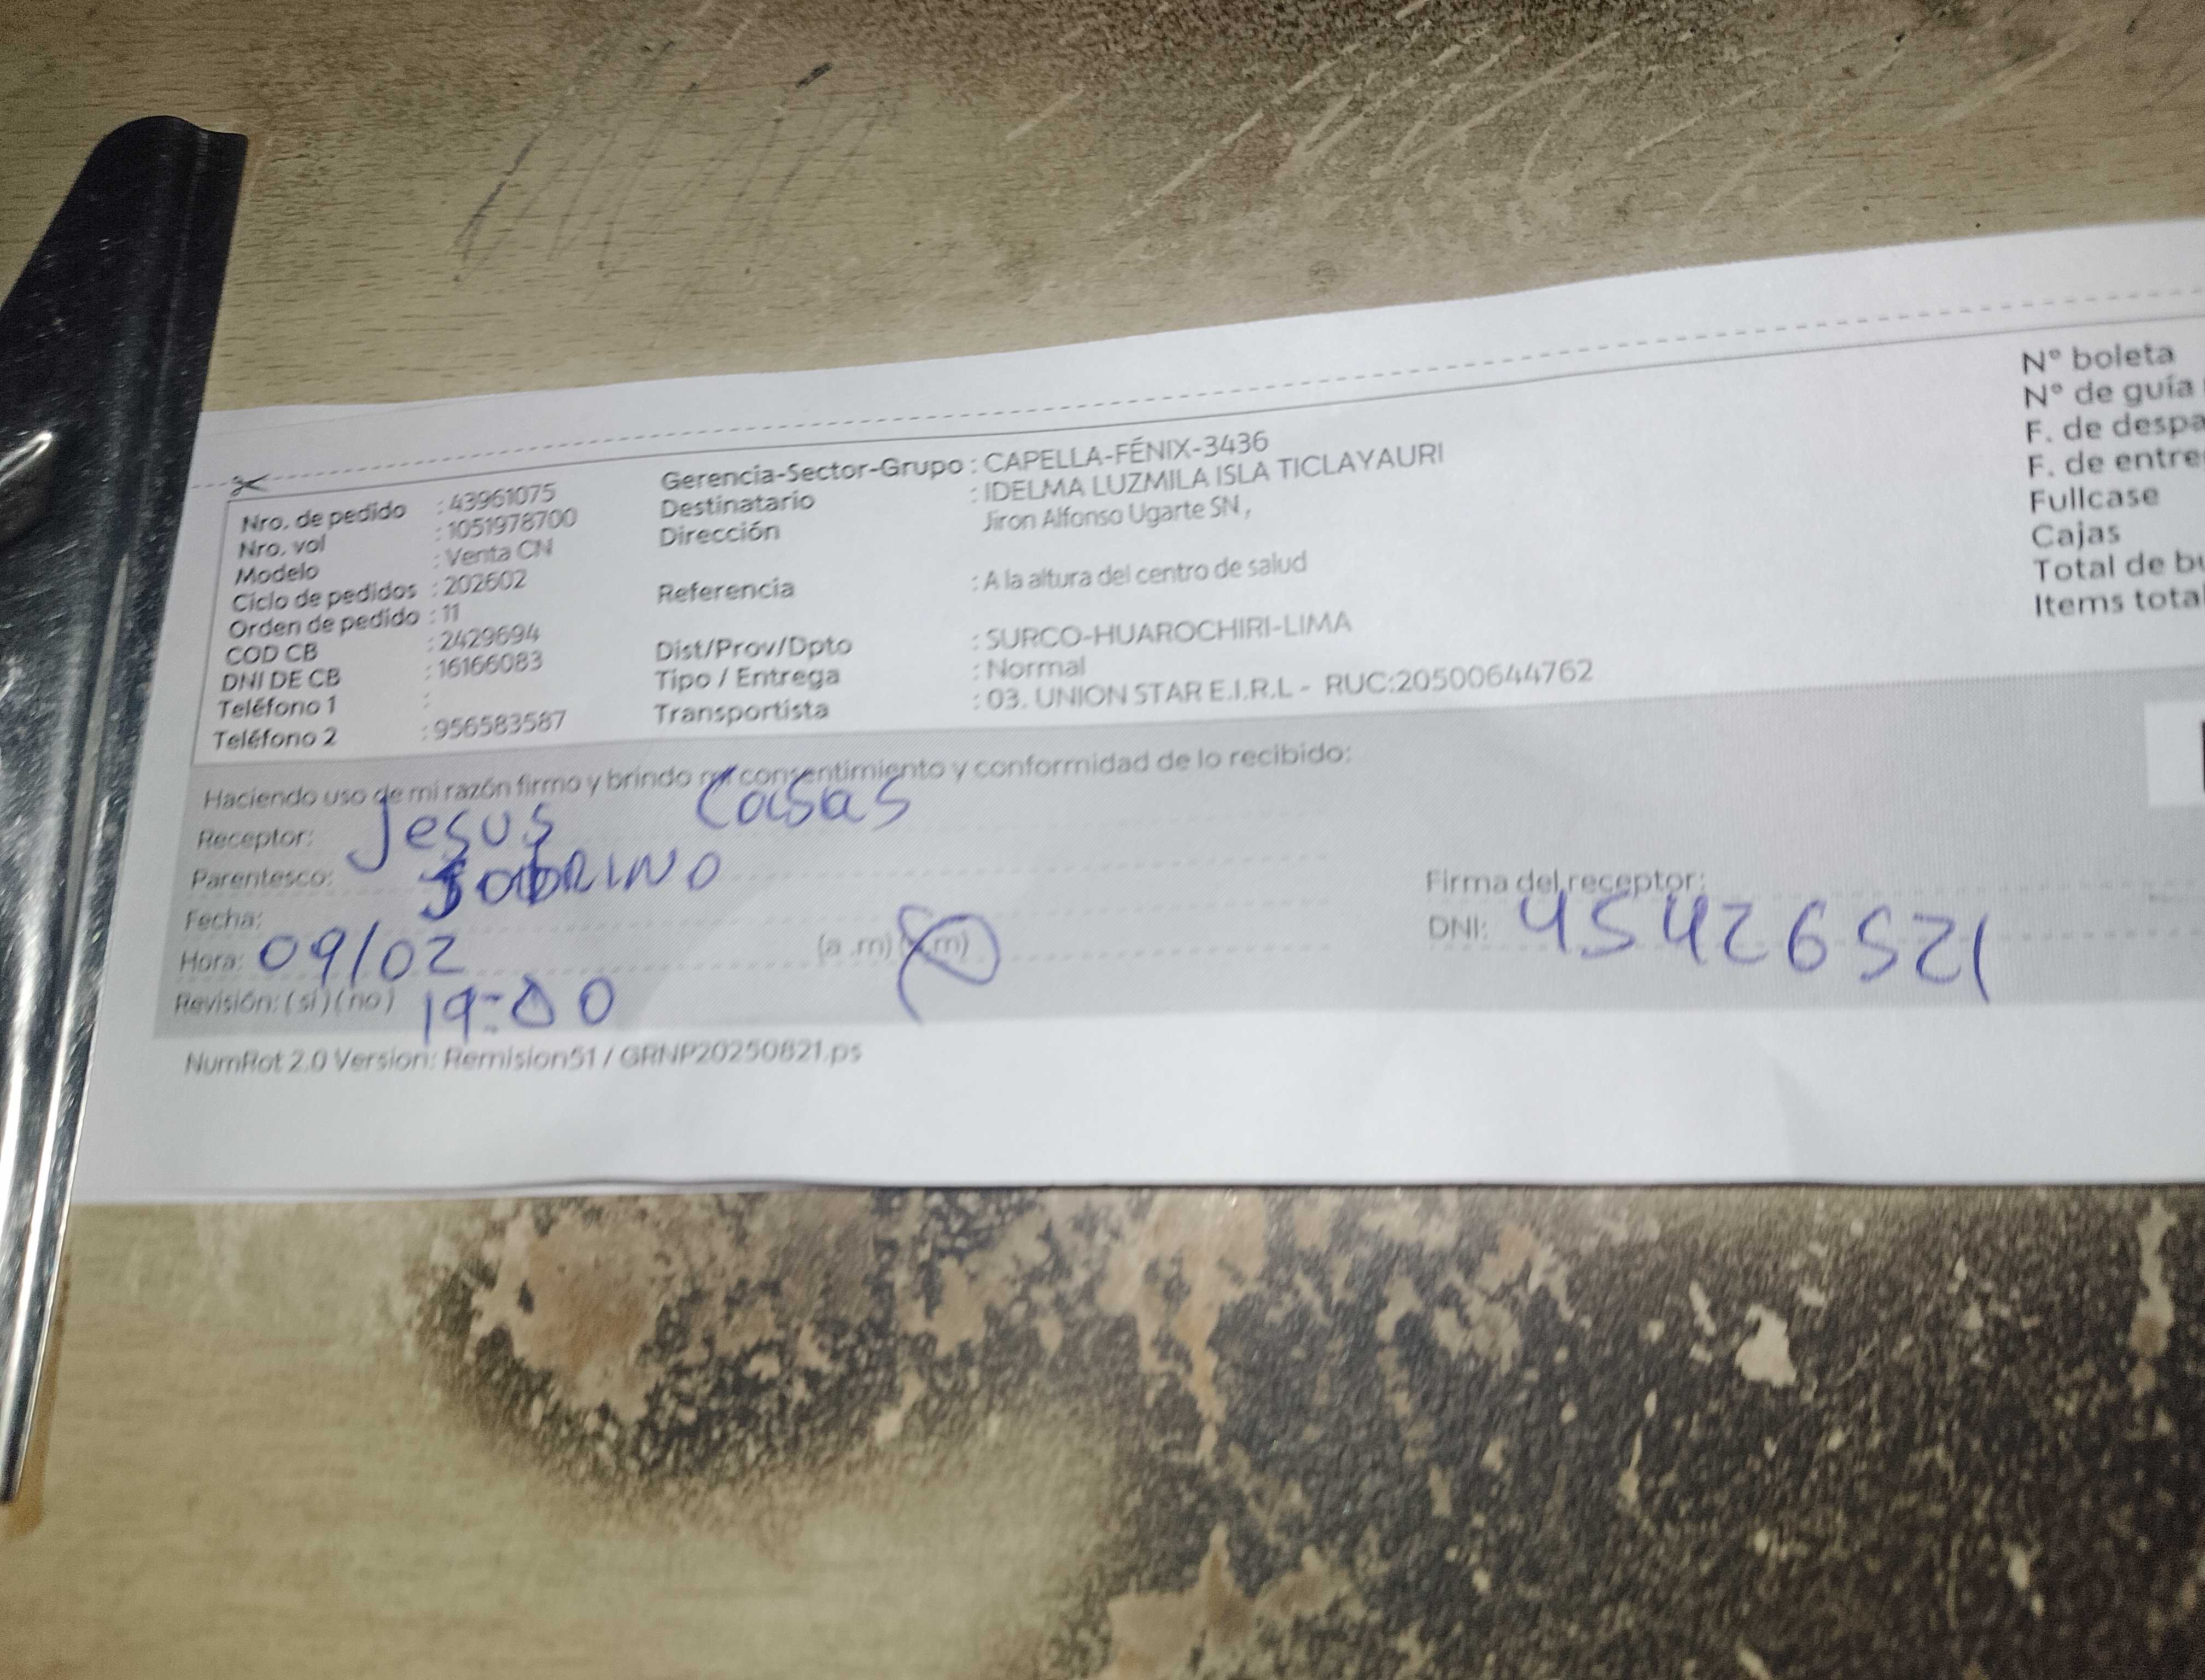 Nro. de pedido : 43961075
Nro. vol : 1051978700
Modelo : Venta CN
Ciclo de pedidos : 202602
Orden de pedido : 11
COD CB : 2429694
DNI DE CB : 16166083
Teléfono 1 :
Teléfono 2 : 956583587
Gerencia-Sector-Grupo : CAPELLA-FÉNIX-3436
Destinatario : IDELMA LUZMILA ISLA TICLAYAURI
Dirección Jiron Alfonso Ugarte SN ,
Referencia : A la altura del centro de salud
Dist/Prov/Dpto : SURCO-HUAROCHIRI-LIMA
Tipo / Entrega : Normal
Transportista : 03. UNION STAR E.I.R.L - RUC:20500644762
N° boleta
N° de guía
F. de despa
F. de entre
Fullcase
Cajas
Total de bu
Items total
Haciendo uso de mi razón firmo y brindo mi consentimiento y conformidad de lo recibido:
Receptor: Jesus Casas
Parentesco: SOBRINO
Fecha:
Hora: 09/02 (a .m) (p.m)
Revisión: (si) (no) 19:00
Firma del receptor:
DNI: 45426521
NumRot 2.0 Version: Remision51 / GRNP20250821.ps